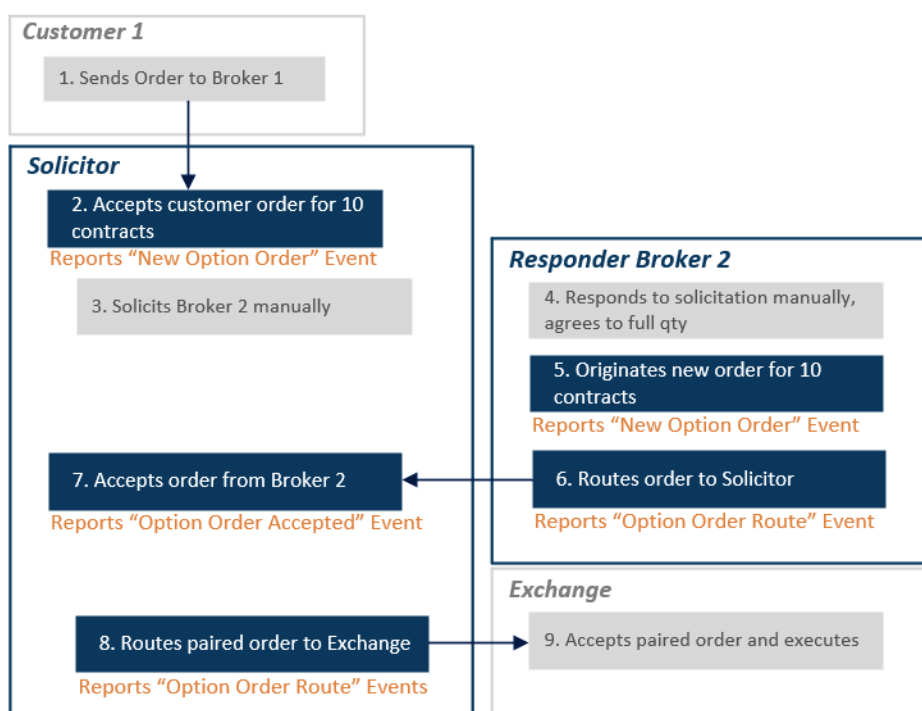 Customer 1
1. Sends Order to Broker 1
Solicitor
2. Accepts customer order for 10
contracts
Reports “New Option Order” Event
3. Solicits Broker 2 manually
Responder Broker 2
4. Responds to solicitation manually,
agrees to full qty
5. Originates new order for 10
contracts
Reports “New Option Order” Event
6. Routes order to Solicitor
Reports “Option Order Route” Event
7. Accepts order from Broker 2
Reports “Option Order Accepted” Event
8. Routes paired order to Exchange
Reports “Option Order Route” Events
Exchange
9. Accepts paired order and executes